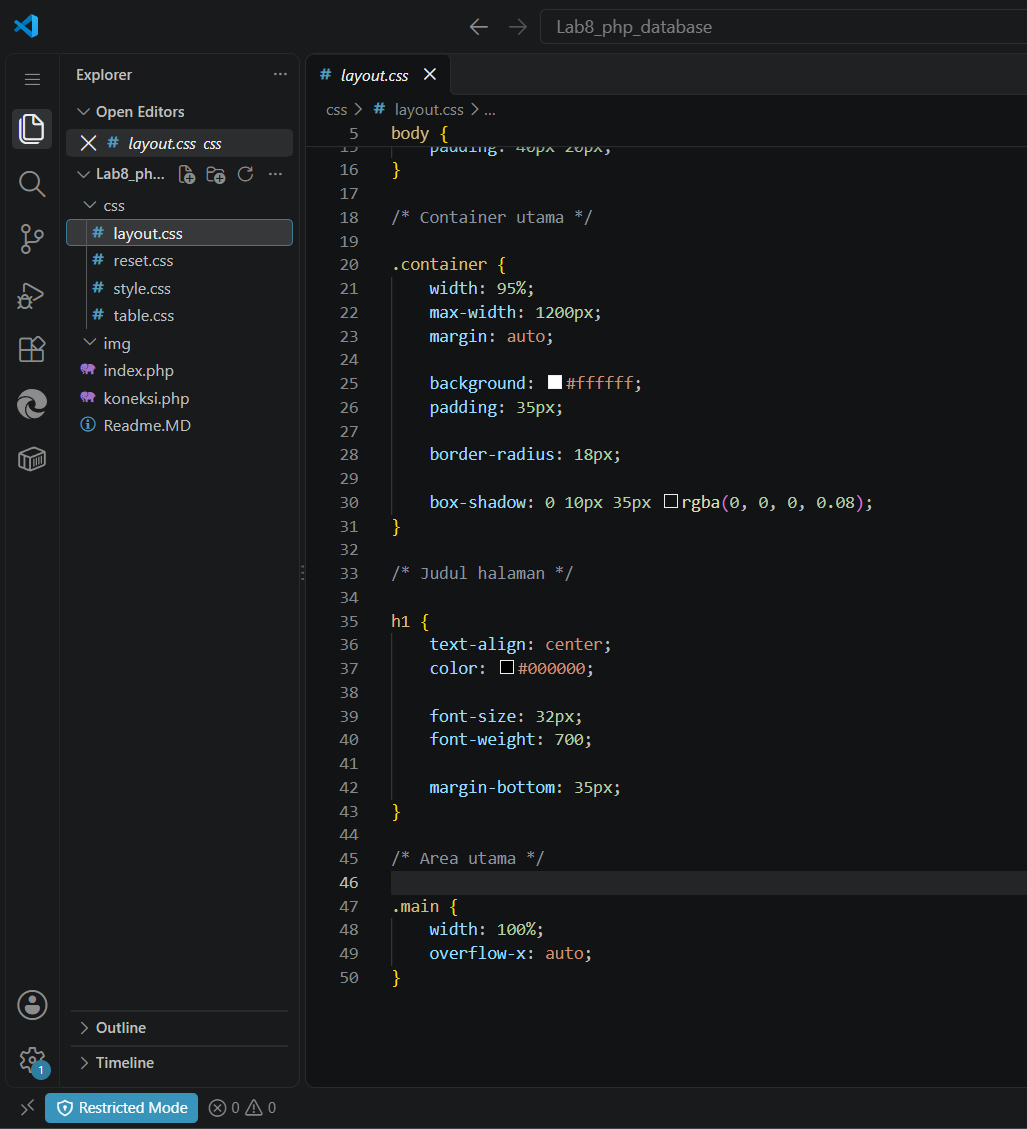 Lab8_php_database
Explorer
Open Editors
layout.css css
Lab8_ph...
css
layout.css
reset.css
style.css
table.css
img
index.php
koneksi.php
Readme.MD
Outline
Timeline
# layout.css
css > # layout.css > ...
5 body {
15 padding: 40px 20px;
16 }
17
18 /* Container utama */
19
20 .container {
21 width: 95%;
22 max-width: 1200px;
23 margin: auto;
24
25 background: #ffffff;
26 padding: 35px;
27
28 border-radius: 18px;
29
30 box-shadow: 0 10px 35px rgba(0, 0, 0, 0.08);
31 }
32
33 /* Judul halaman */
34
35 h1 {
36 text-align: center;
37 color: #000000;
38
39 font-size: 32px;
40 font-weight: 700;
41
42 margin-bottom: 35px;
43 }
44
45 /* Area utama */
46
47 .main {
48 width: 100%;
49 overflow-x: auto;
50 }
1
Restricted Mode 0 0